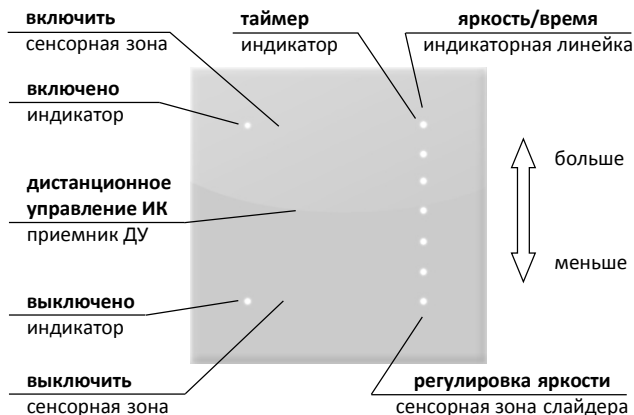 включить
сенсорная зона
таймер
индикатор
яркость/время
индикаторная линейка
включено
индикатор
больше
дистанционное
управление ИК
приемник ДУ
меньше
выключено
индикатор
выключить
сенсорная зона
регулировка яркости
сенсорная зона слайдера